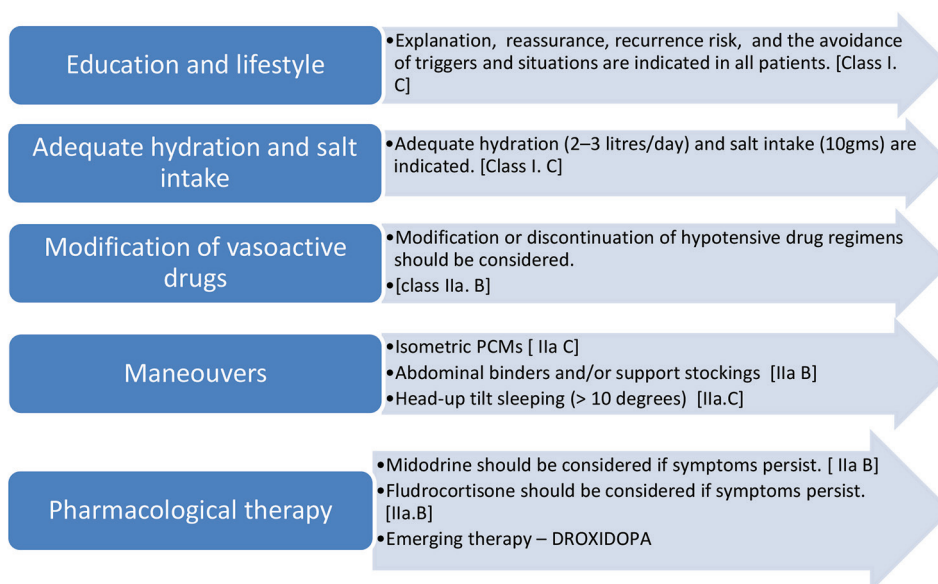 Education and lifestyle
•Explanation, reassurance, recurrence risk, and the avoidance
of triggers and situations are indicated in all patients. [Class I.
C]
Adequate hydration and salt
intake
•Adequate hydration (2–3 litres/day) and salt intake (10gms) are
indicated. [Class I. C]
Modification of vasoactive
drugs
•Modification or discontinuation of hypotensive drug regimens
should be considered.
•[class IIa. B]
Maneouvers
•Isometric PCMs [ IIa C]
•Abdominal binders and/or support stockings [IIa B]
•Head-up tilt sleeping (> 10 degrees) [IIa.C]
Pharmacological therapy
•Midodrine should be considered if symptoms persist. [ IIa B]
•Fludrocortisone should be considered if symptoms persist.
[IIa.B]
•Emerging therapy – DROXIDOPA